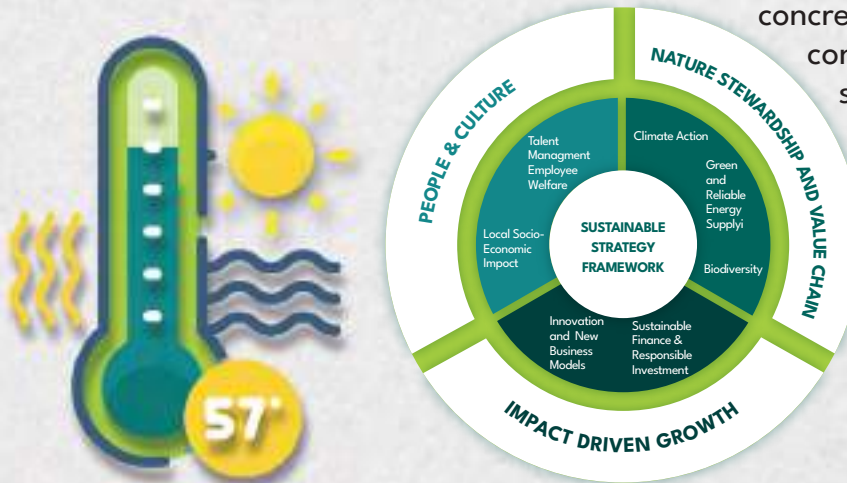 concre
con
s
57°
PEOPLE & CULTURE
NATURE STEWARDSHIP AND VALUE CHAIN
IMPACT DRIVEN GROWTH
Talent
Managment
Employee
Welfare
Local Socio-
Economic
Impoct
Climate Action
Green
and
Reliable
Energy
Supplyi
Biodiversity
SUSTAINABLE
STRATEGY
FRAMEWORK
Innovation
and New
Business
Models
Sustainable
Finance &
Responsible
Investment